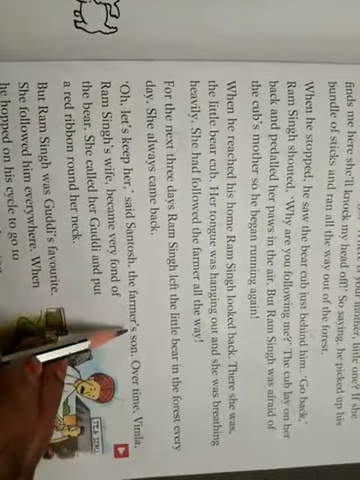 finds me here she'll knock my head off!' So saying, he picked up his
bundle of sticks and ran all the way out of the forest.
When he stopped, he saw the bear cub just behind him. 'Go back,'
Ram Singh shouted. 'Why are you following me?' The cub lay on her
back and pedalled her paws in the air. But Ram Singh was afraid of
the cub's mother so he began running again!
When he reached his home Ram Singh looked back. There she was,
the little bear cub. Her tongue was hanging out and she was breathing
heavily. She had followed the farmer all the way!
For the next three days Ram Singh left the little bear in the forest every
day. She always came back.
'Oh, let's keep her,' said Santosh, the farmer's son. Over time, Vimla,
Ram Singh's wife, became very fond of
the bear. She called her Guddi and put
a red ribbon round her neck.
But Ram Singh was Guddi's favourite.
She followed him everywhere. When
he hopped on his cycle to go to
TEA STALL